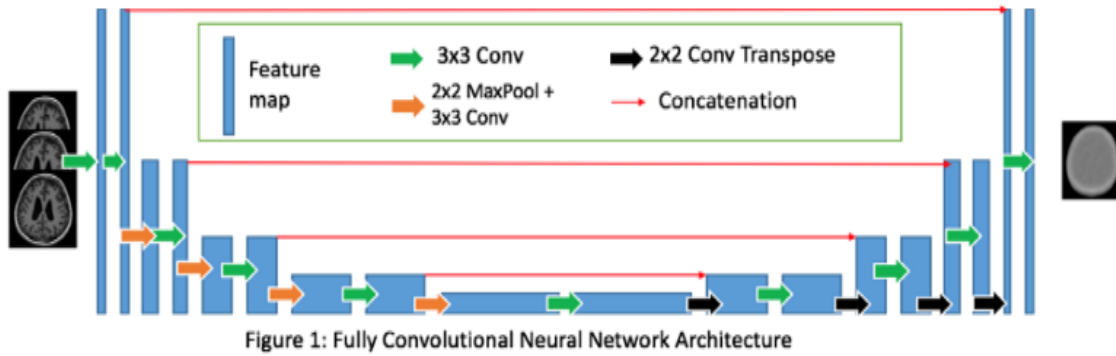 Feature
map
3x3 Conv
2x2 MaxPool +
3x3 Conv
2x2 Conv Transpose
Concatenation
Figure 1: Fully Convolutional Neural Network Architecture